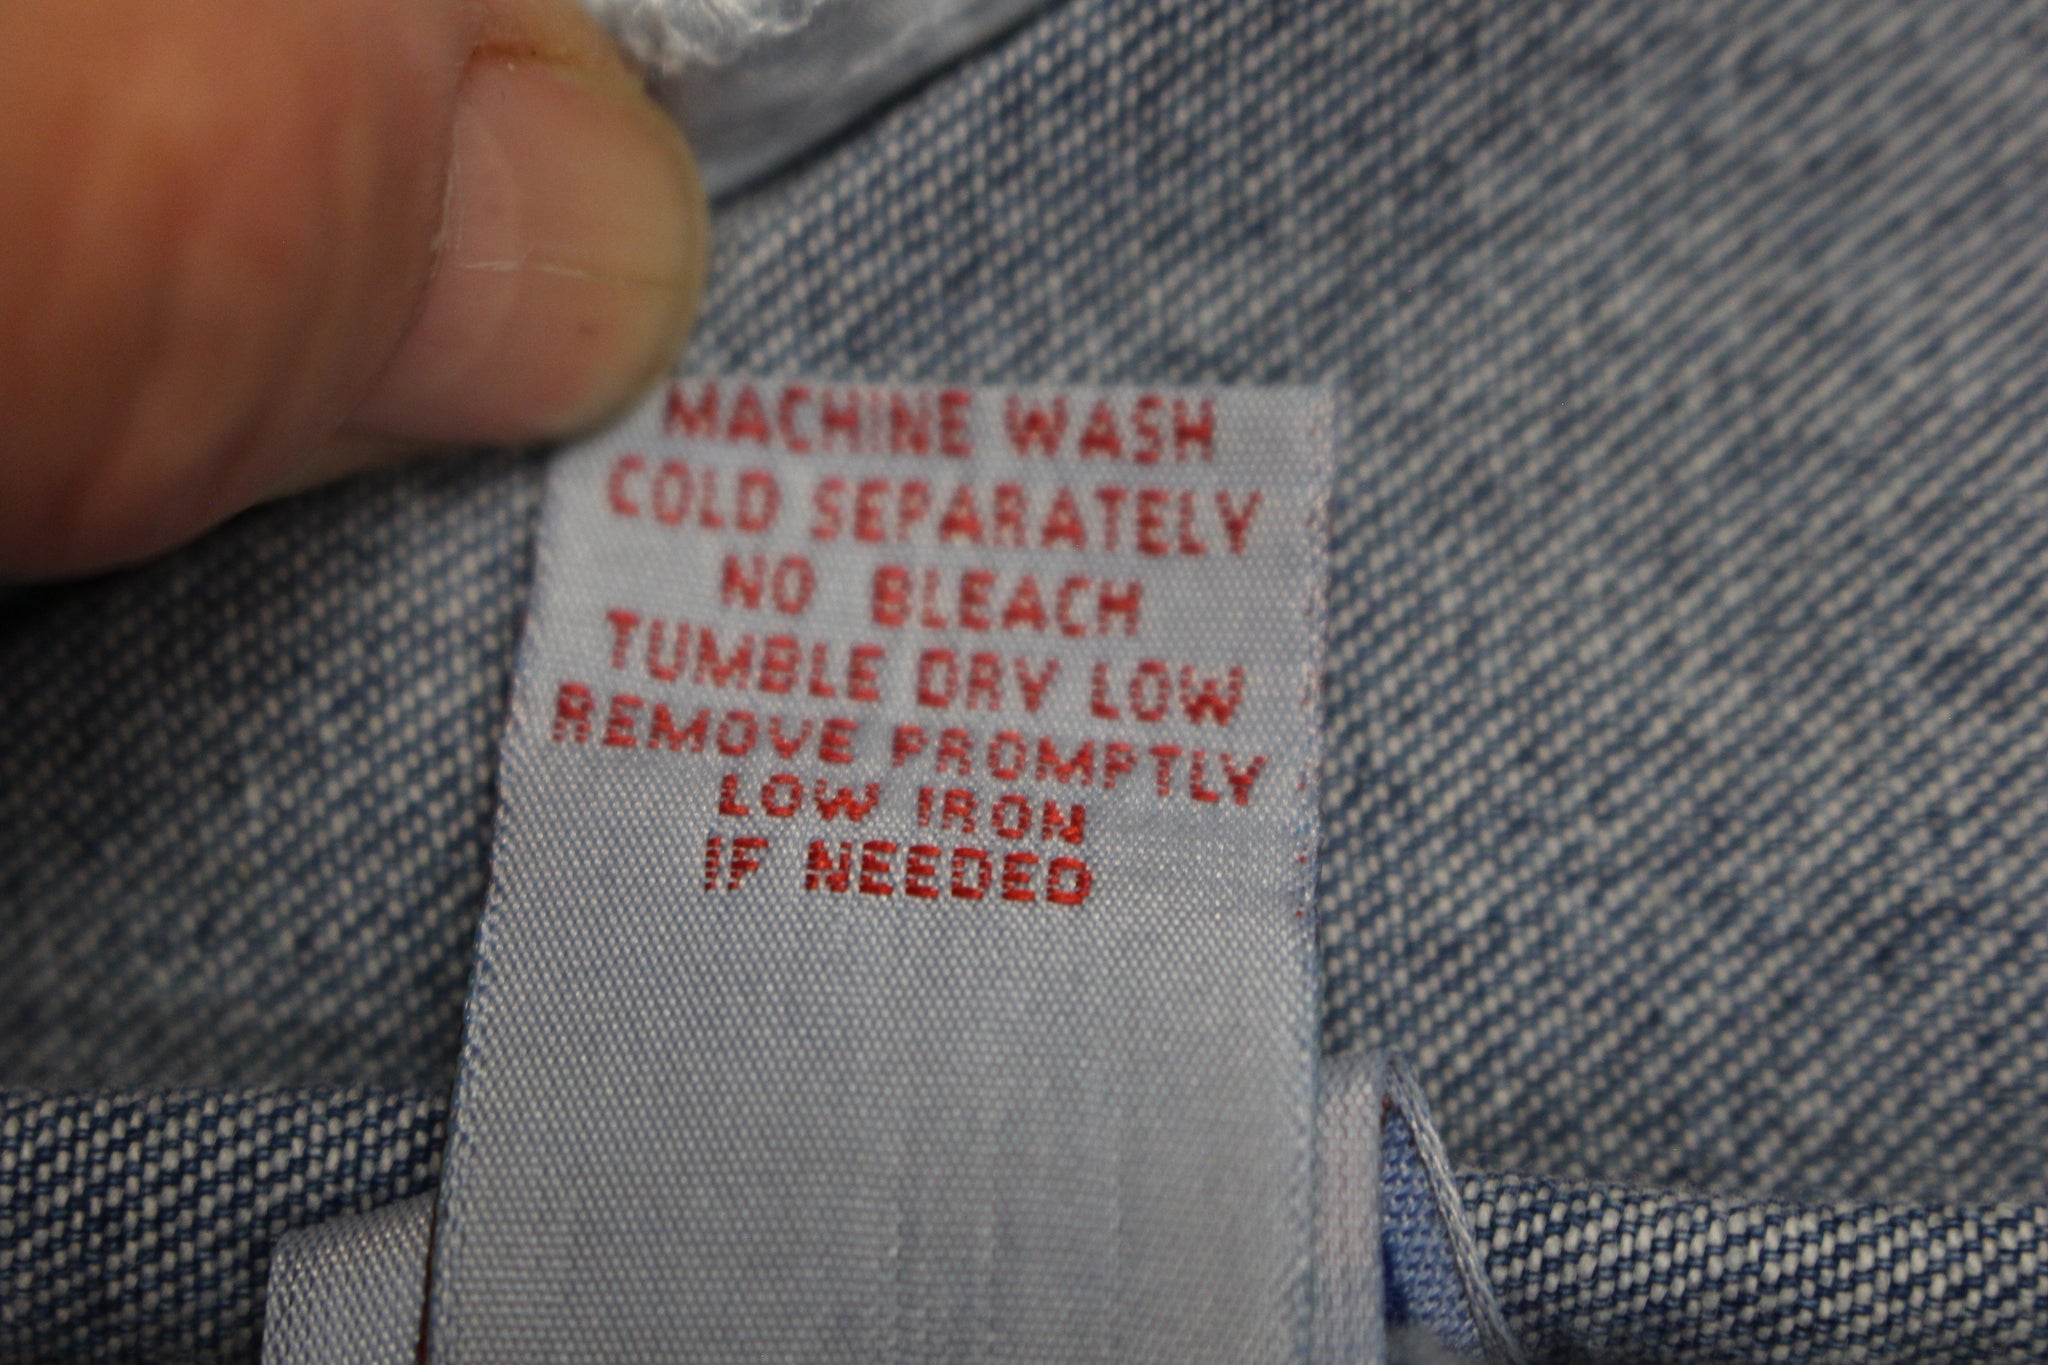 MACHINE WASH
COLD SEPARATELY
NO BLEACH
TUMBLE DRY LOW
REMOVE PROMPTLY
LOW IRON
IF NEEDED